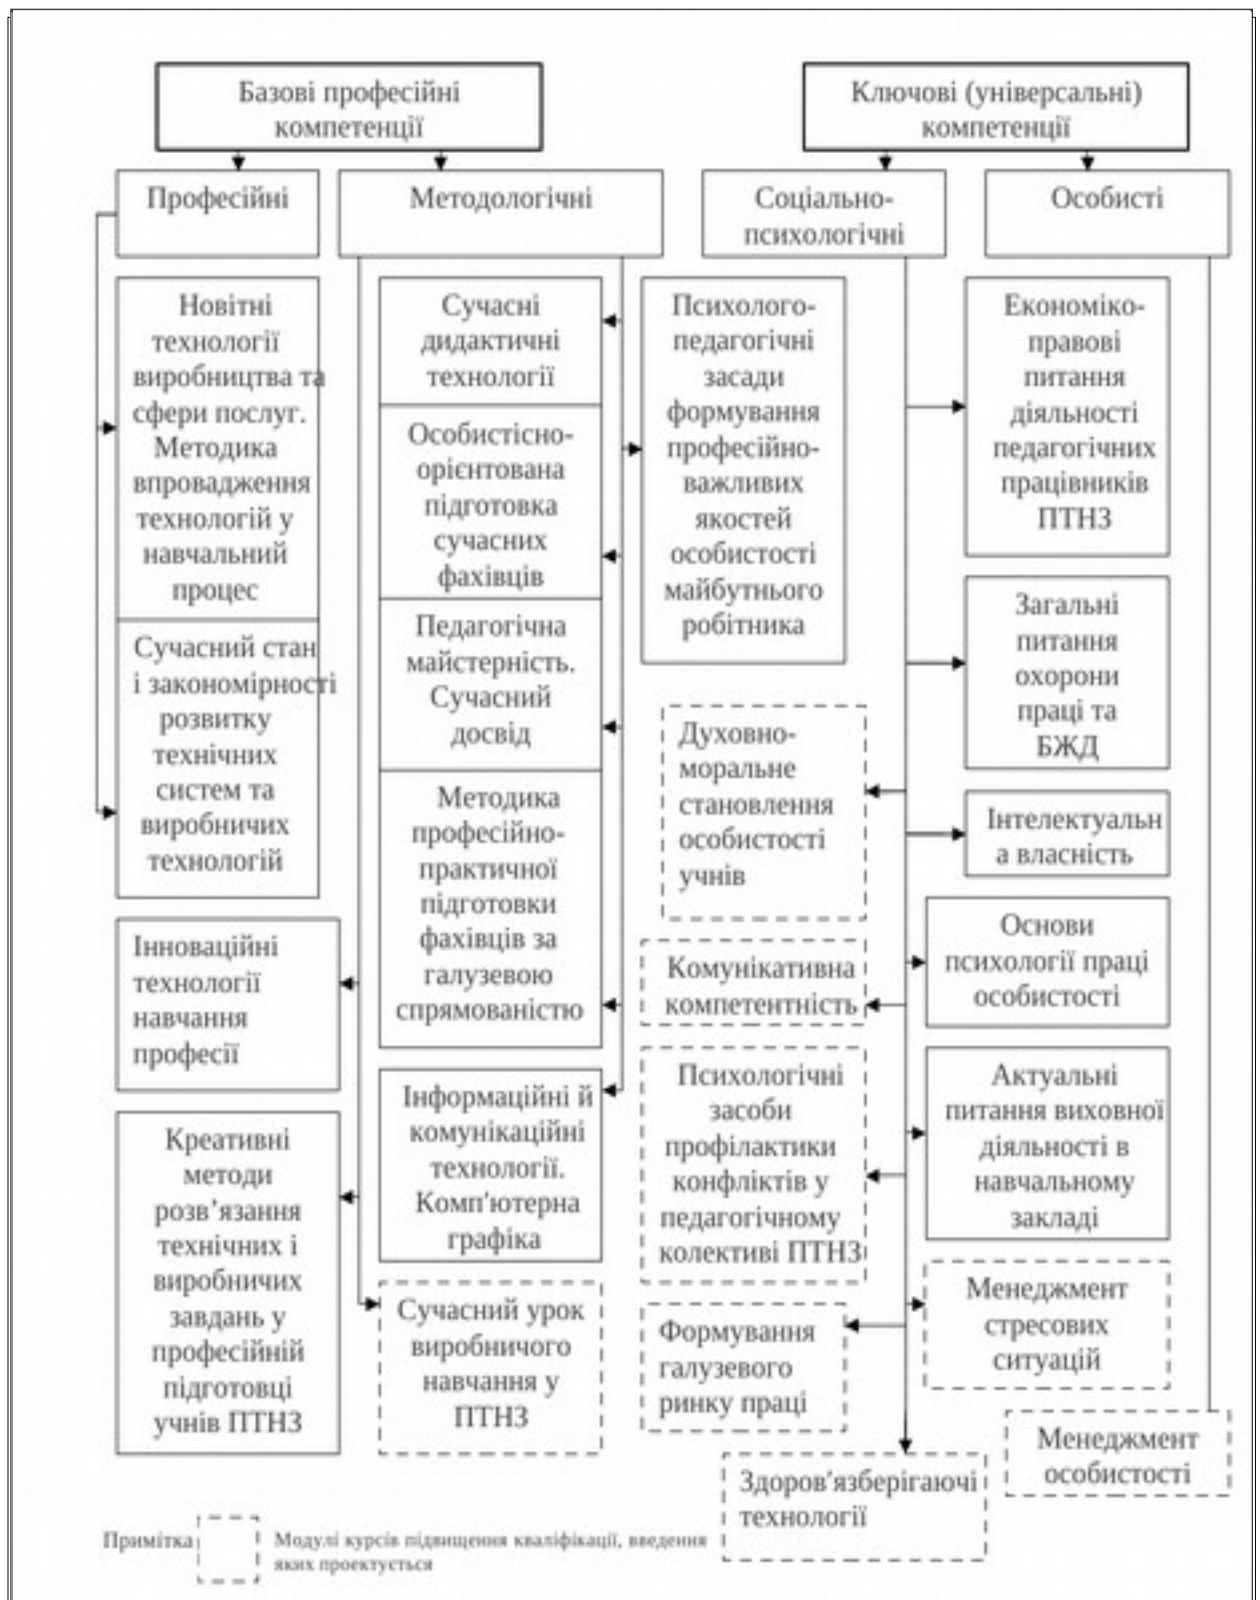 Базові професійні
компетенції
Ключові (універсальні)
компетенції
Професійні
Методологічні
Соціально-
психологічні
Особисті
Новітні
технології
виробництва та
сфери послуг.
Методика
впровадження
технологій у
навчальний
процес
Сучасний стан
і закономірності
розвитку
технічних
систем та
виробничих
технологій
Інноваційні
технології
навчання
професії
Креативні
методи
розв’язання
технічних і
виробничих
завдань у
професійній
підготовці
учнів ПТНЗ
Сучасні
дидактичні
технології
Особистісно-
орієнтована
підготовка
сучасних
фахівців
Педагогічна
майстерність.
Сучасний
досвід
Методика
професійно-
практичної
підготовки
фахівців за
галузевою
спрямованістю
Інформаційні й
комунікаційні
технології.
Комп'ютерна
графіка
Сучасний урок
виробничого
навчання у
ПТНЗ
Психолого-
педагогічні
засади
формування
професійно-
важливих
якостей
особистості
майбутнього
робітника
Духовно-
моральне
становлення
особистості
учнів
Комунікативна
компетентність
Психологічні
засоби
профілактики
конфліктів у
педагогічному
колективі ПТНЗ
Формування
галузевого
ринку праці
Здоров'язберігаючі
технології
Економіко-
правові
питання
діяльності
педагогічних
працівників
ПТНЗ
Загальні
питання
охорони
праці та
БЖД
Інтелектуальн
а власність
Основи
психології праці
особистості
Актуальні
питання виховної
діяльності в
навчальному
закладі
Менеджмент
стресових
ситуацій
Менеджмент
особистості
Примітка
Модулі курсів підвищення кваліфікації, введення
яких проектується